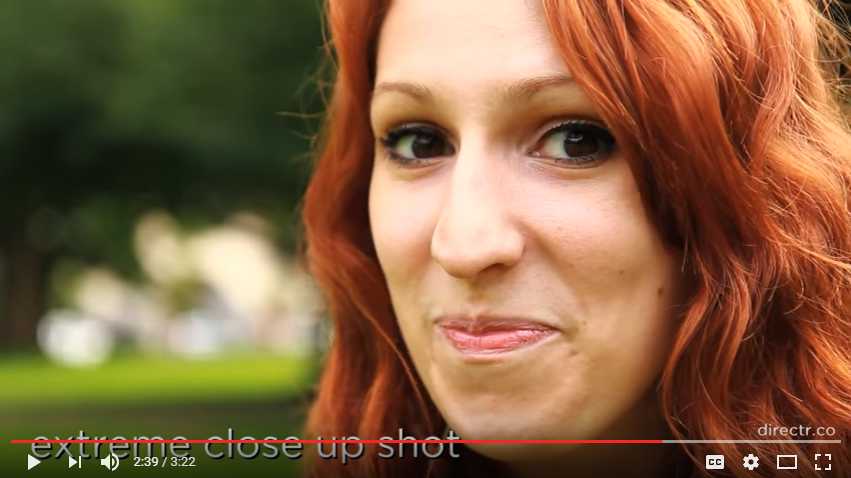 directr.co
extreme close up shot
2:39 / 3:22
CC